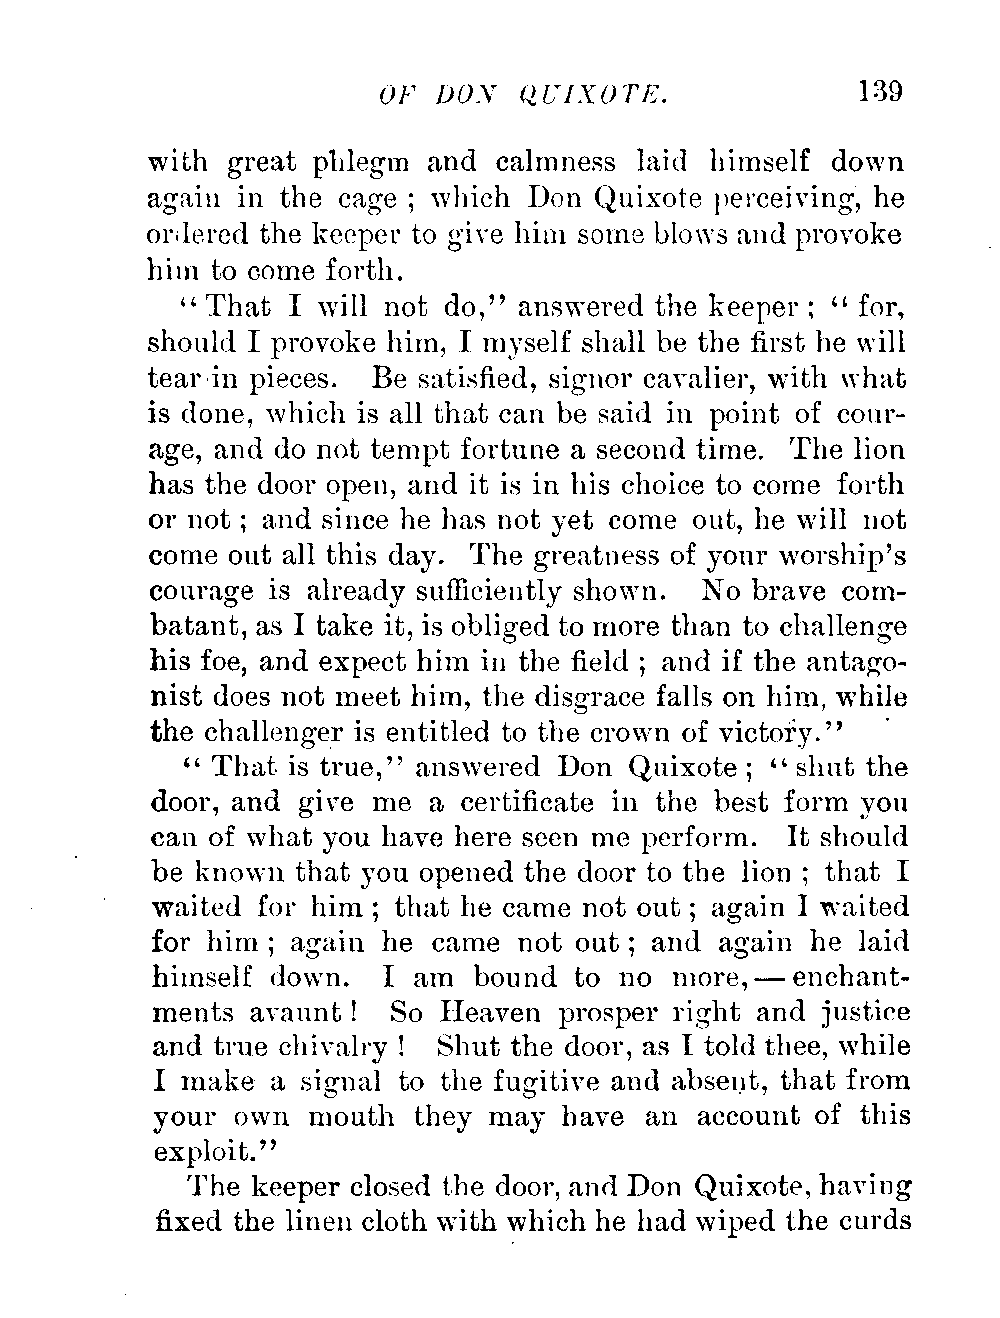 OF DON QUIXOTE. 139
with great phlegm and calmness laid himself down
again in the cage ; which Don Quixote perceiving, he
ordered the keeper to give him some blows and provoke
him to come forth.
“ That I will not do,” answered the keeper ; “ for,
should I provoke him, I myself shall be the first he will
tear in pieces. Be satisfied, signor cavalier, with what
is done, which is all that can be said in point of cour-
age, and do not tempt fortune a second time. The lion
has the door open, and it is in his choice to come forth
or not ; and since he has not yet come out, he will not
come out all this day. The greatness of your worship’s
courage is already sufficiently shown. No brave com-
batant, as I take it, is obliged to more than to challenge
his foe, and expect him in the field ; and if the antago-
nist does not meet him, the disgrace falls on him, while
the challenger is entitled to the crown of victory.”
“ That is true,” answered Don Quixote ; “ shut the
door, and give me a certificate in the best form you
can of what you have here seen me perform. It should
be known that you opened the door to the lion ; that I
waited for him ; that he came not out ; again I waited
for him ; again he came not out ; and again he laid
himself down. I am bound to no more, — enchant-
ments avaunt ! So Heaven prosper right and justice
and true chivalry ! Shut the door, as I told thee, while
I make a signal to the fugitive and absent, that from
your own mouth they may have an account of this
exploit.”
The keeper closed the door, and Don Quixote, having
fixed the linen cloth with which he had wiped the curds